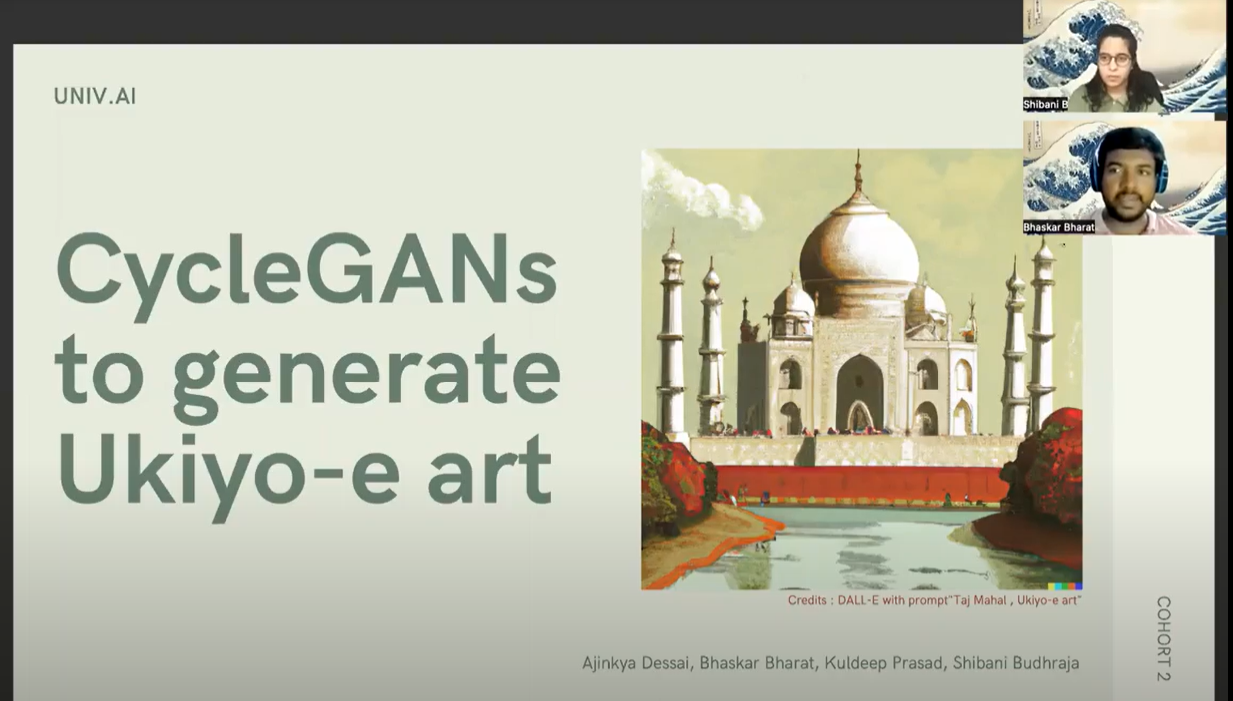 UNIV.AI
CycleGANs
to generate
Ukiyo-e art
Shibani B
Bhaskar Bharat
Credits : DALL-E with prompt"Taj Mahal , Ukiyo-e art"
Ajinkya Dessai, Bhaskar Bharat, Kuldeep Prasad, Shibani Budhraja
COHORT 2